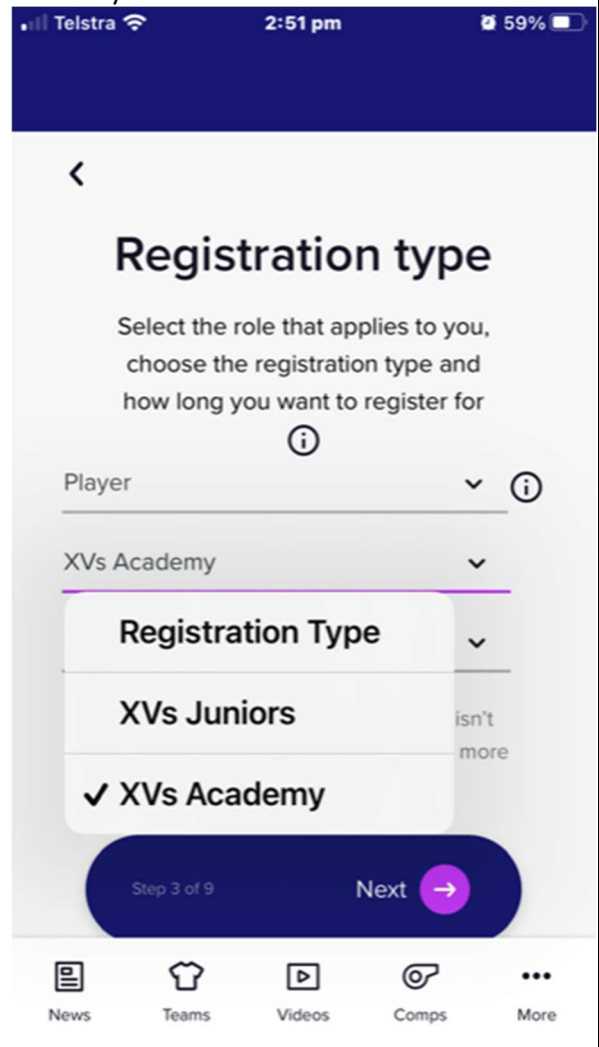 Telstra 2:51 pm 59%
Registration type
Select the role that applies to you,
choose the registration type and
how long you want to register for
Player
XVs Academy
Registration Type
XVs Juniors
isn't
more
✓ XVs Academy
Step 3 of 9 Next
News Teams Videos Comps More